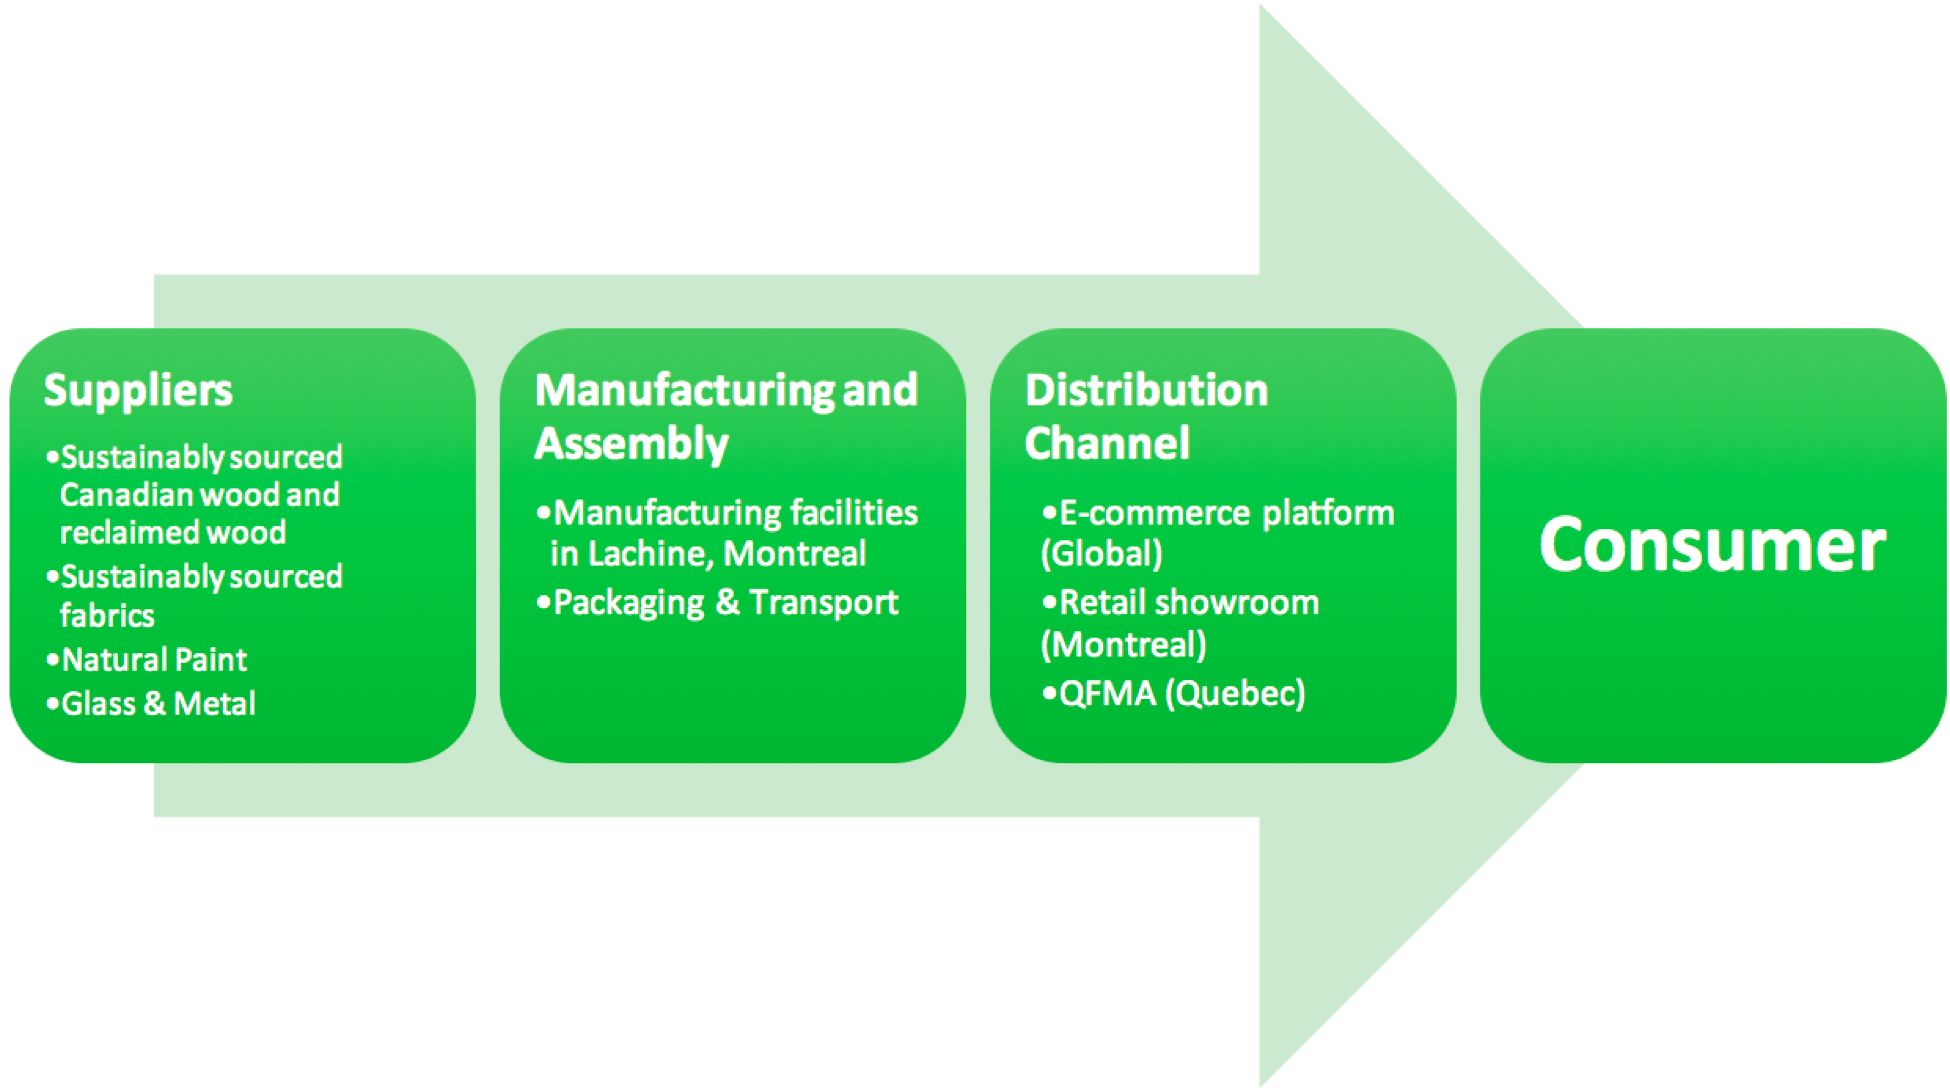 Suppliers
•Sustainably sourced
Canadian wood and
reclaimed wood
•Sustainably sourced
fabrics
•Natural Paint
•Glass & Metal
Manufacturing and
Assembly
•Manufacturing facilities
in Lachine, Montreal
•Packaging & Transport
Distribution
Channel
•E-commerce platform
(Global)
•Retail showroom
(Montreal)
•QFMA (Quebec)
Consumer